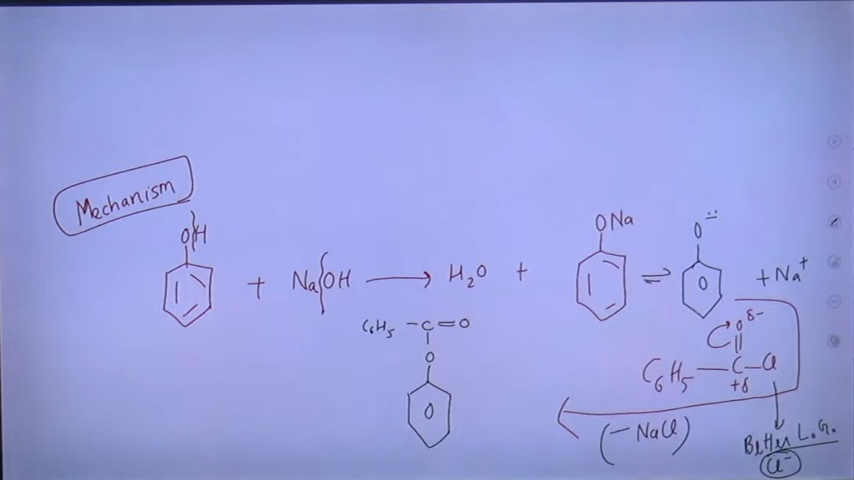 Mechanism
OH + NaOH → H₂O + ONa ⇌ O⁻ + Na⁺
C₆H₅ – C = O
O
O δ-
C₆H₅ — C – Cl
+δ
(– NaCl)
Better L.G.
Cl⁻